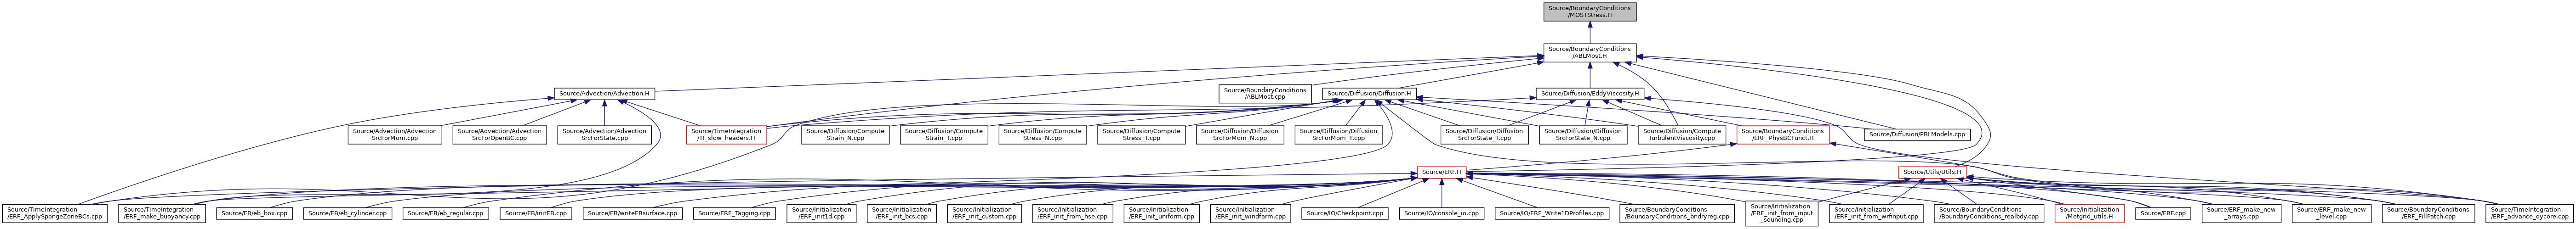 Source/BoundaryConditions
/MOSTStress.H
Source/BoundaryConditions
/ABLMost.H
Source/Advection/Advection.H
Source/BoundaryConditions
/ABLMost.cpp
Source/Diffusion/Diffusion.H
Source/Diffusion/EddyViscosity.H
Source/Advection/Advection
SrcForMom.cpp
Source/Advection/Advection
SrcForOpenBC.cpp
Source/Advection/Advection
SrcForState.cpp
Source/TimeIntegration
/TI_slow_headers.H
Source/Diffusion/Compute
Strain_N.cpp
Source/Diffusion/Compute
Strain_T.cpp
Source/Diffusion/Compute
Stress_N.cpp
Source/Diffusion/Compute
Stress_T.cpp
Source/Diffusion/Diffusion
SrcForMom_N.cpp
Source/Diffusion/Diffusion
SrcForMom_T.cpp
Source/Diffusion/Diffusion
SrcForState_T.cpp
Source/Diffusion/Diffusion
SrcForState_N.cpp
Source/Diffusion/Compute
TurbulentViscosity.cpp
Source/BoundaryConditions
/ERF_PhysBCFunct.H
Source/Diffusion/PBLModels.cpp
Source/ERF.H
Source/Utils/Utils.H
Source/TimeIntegration
/ERF_ApplySpongeZoneBCs.cpp
Source/TimeIntegration
/ERF_make_buoyancy.cpp
Source/EB/eb_box.cpp
Source/EB/eb_cylinder.cpp
Source/EB/eb_regular.cpp
Source/EB/initEB.cpp
Source/EB/writeEBsurface.cpp
Source/ERF_Tagging.cpp
Source/Initialization
/ERF_init1d.cpp
Source/Initialization
/ERF_init_bcs.cpp
Source/Initialization
/ERF_init_custom.cpp
Source/Initialization
/ERF_init_from_hse.cpp
Source/Initialization
/ERF_init_uniform.cpp
Source/Initialization
/ERF_init_windfarm.cpp
Source/IO/Checkpoint.cpp
Source/IO/console_io.cpp
Source/IO/ERF_Write1DProfiles.cpp
Source/BoundaryConditions
/BoundaryConditions_bndryreg.cpp
Source/Initialization
/ERF_init_from_input
_sounding.cpp
Source/Initialization
/ERF_init_from_wrfinput.cpp
Source/BoundaryConditions
/BoundaryConditions_realbdy.cpp
Source/Initialization
/Metgrid_utils.H
Source/ERF.cpp
Source/ERF_make_new
_arrays.cpp
Source/ERF_make_new
_level.cpp
Source/BoundaryConditions
/ERF_FillPatch.cpp
Source/TimeIntegration
/ERF_advance_dycore.cpp